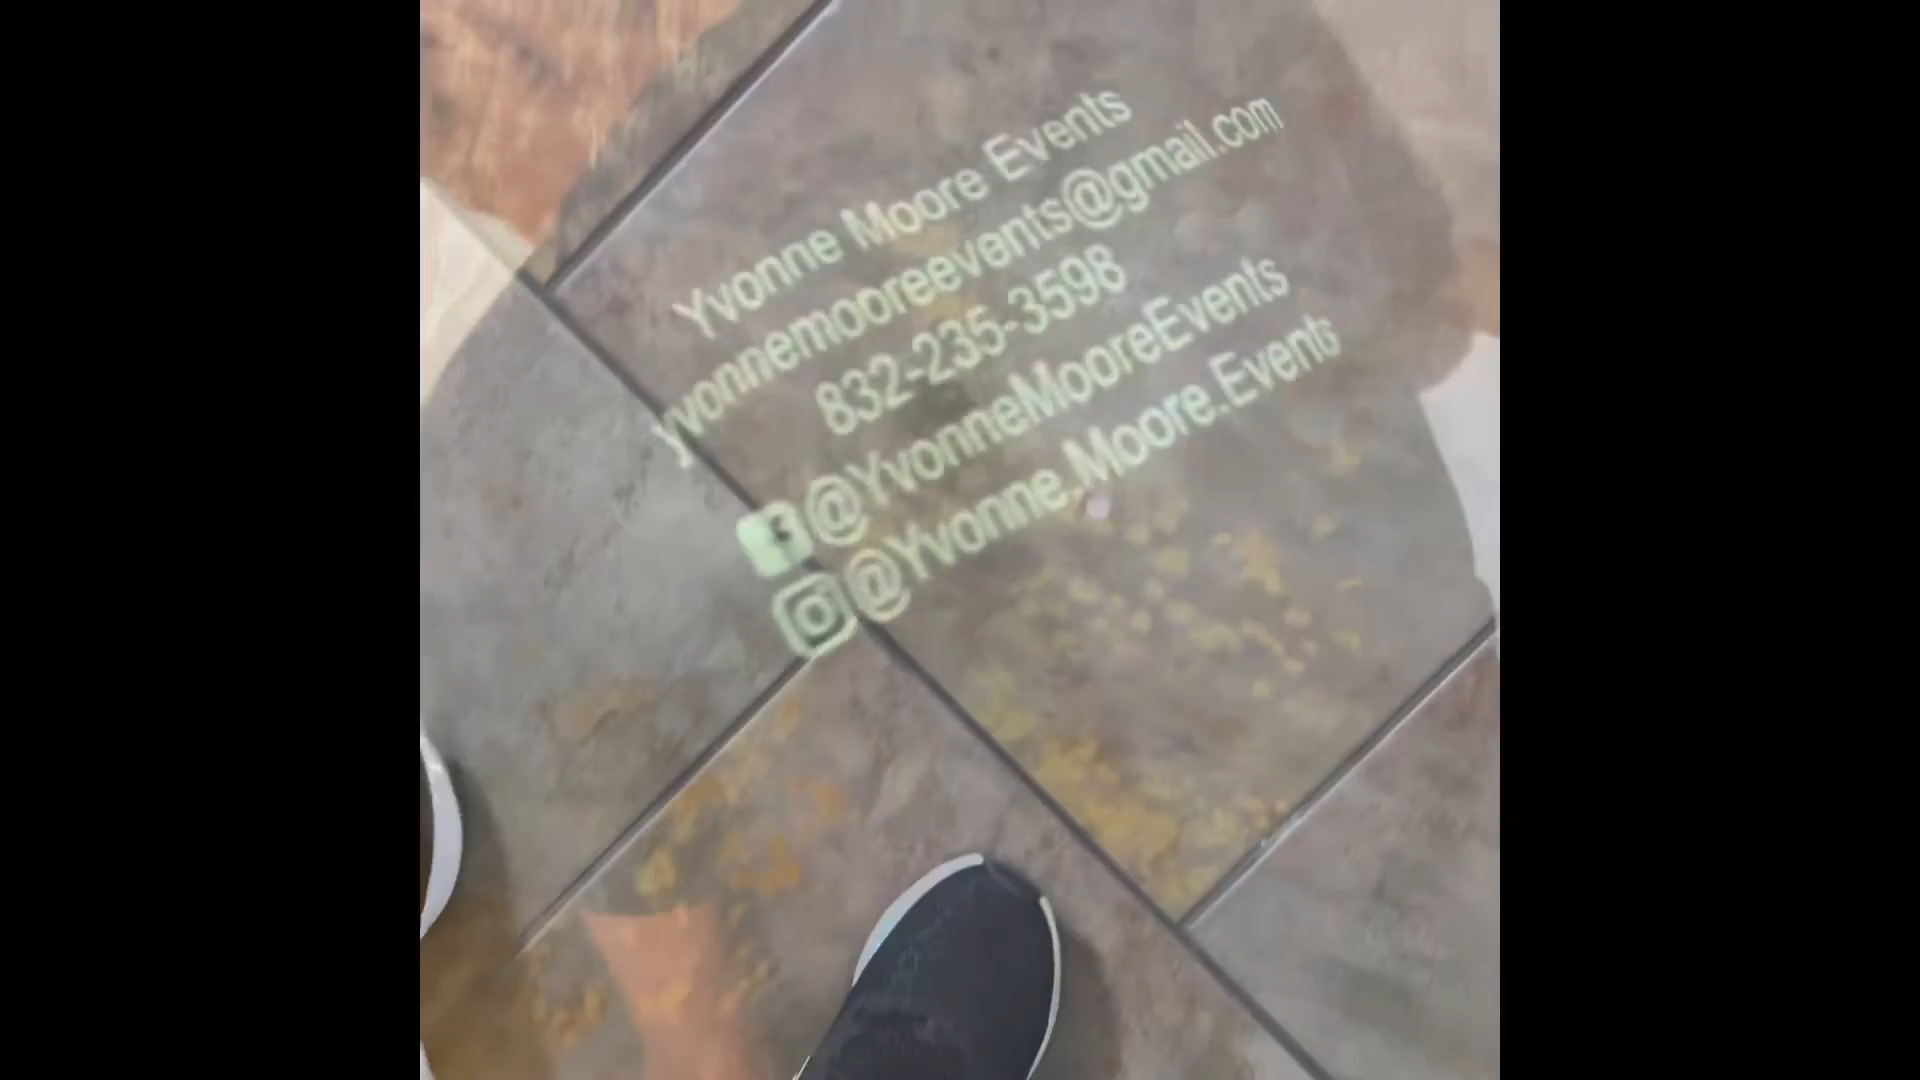 Yvonne Moore Events
yvonnemooreevents@gmail.com
832-235-3598
@YvonneMooreEvents
@Yvonne.Moore.Events